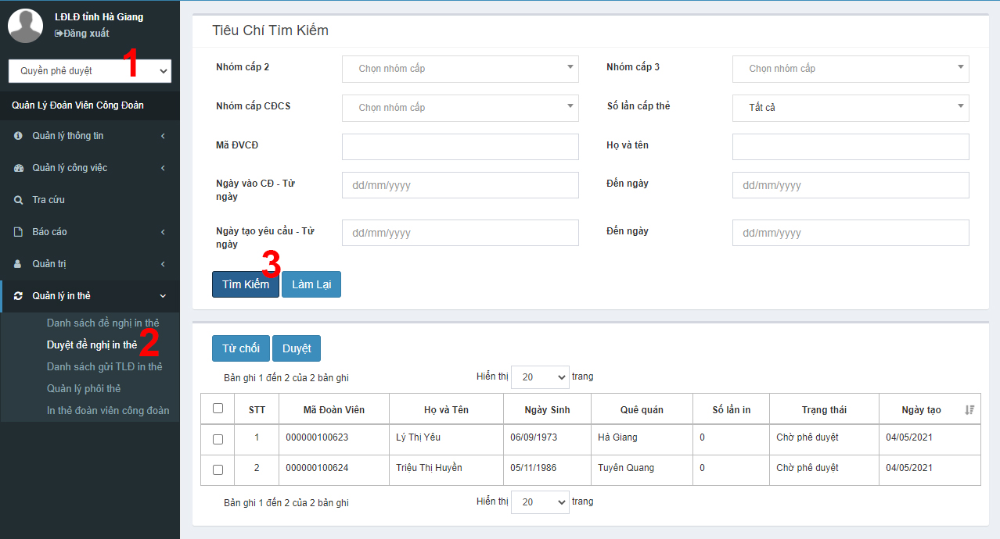 LĐLĐ tỉnh Hà Giang
Đăng xuất
1
Quyền phê duyệt
Quản Lý Đoàn Viên Công Đoàn
Quản lý thông tin
Quản lý công việc
Tra cứu
Báo cáo
Quản trị
Quản lý in thẻ
Danh sách đề nghị in thẻ
Duyệt đề nghị in thẻ 2
Danh sách gửi TLĐ in thẻ
Quản lý phôi thẻ
In thẻ đoàn viên công đoàn
Tiêu Chí Tìm Kiếm
Nhóm cấp 2 Chọn nhóm cấp Nhóm cấp 3 Chọn nhóm cấp
Nhóm cấp CĐCS Chọn nhóm cấp Số lần cấp thẻ Tất cả
Mã ĐVCĐ Họ và tên
Ngày vào CĐ - Từ ngày dd/mm/yyyy Đến ngày dd/mm/yyyy
Ngày tạo yêu cầu - Từ ngày dd/mm/yyyy Đến ngày dd/mm/yyyy
3
Tìm Kiếm Làm Lại
Từ chối Duyệt
Bản ghi 1 đến 2 của 2 bản ghi Hiển thị 20 trang
STT Mã Đoàn Viên Họ và Tên Ngày Sinh Quê quán Số lần in Trạng thái Ngày tạo
1 000000100623 Lý Thị Yêu 06/09/1973 Hà Giang 0 Chờ phê duyệt 04/05/2021
2 000000100624 Triệu Thị Huyền 05/11/1986 Tuyên Quang 0 Chờ phê duyệt 04/05/2021
Bản ghi 1 đến 2 của 2 bản ghi Hiển thị 20 trang